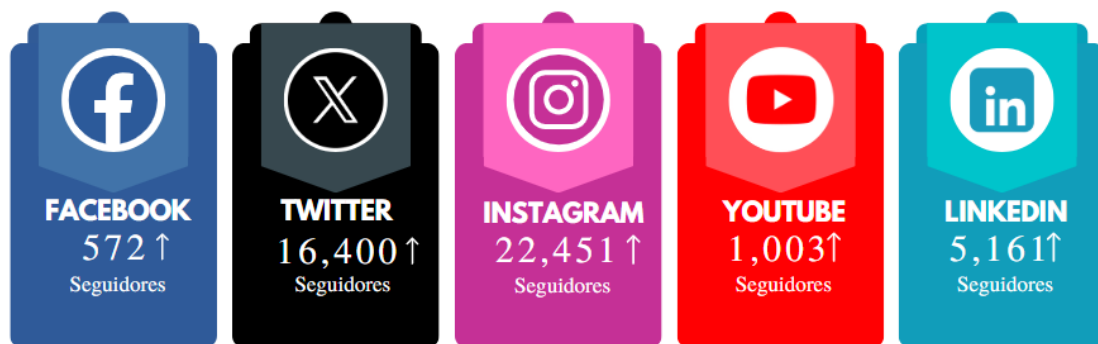 FACEBOOK
572↑
Seguidores
TWITTER
16,400↑
Seguidores
INSTAGRAM
22,451↑
Seguidores
YOUTUBE
1,003↑
Seguidores
in
LINKEDIN
5,161↑
Seguidores